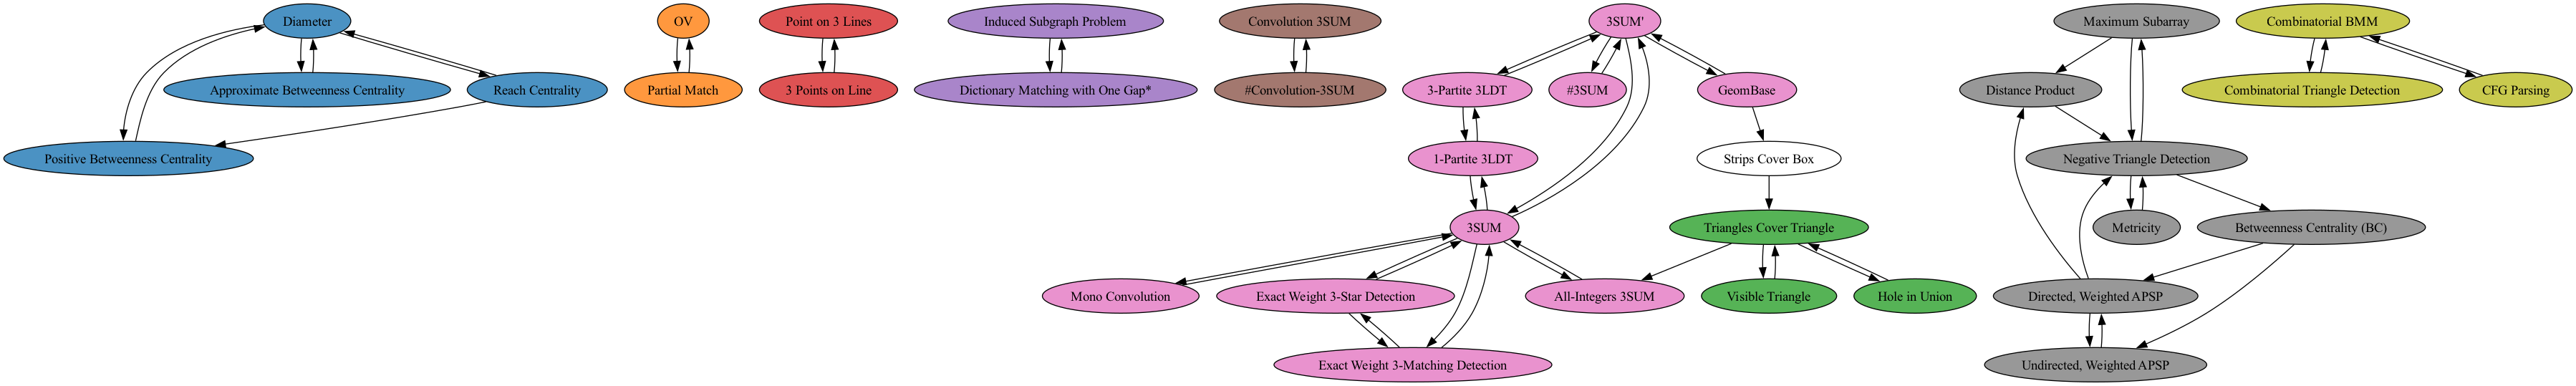 Diameter
OV
Point on 3 Lines
Induced Subgraph Problem
Convolution 3SUM
3SUM'
Maximum Subarray
Combinatorial BMM
Approximate Betweenness Centrality
Reach Centrality
Partial Match
3 Points on Line
Dictionary Matching with One Gap*
#Convolution-3SUM
3-Partite 3LDT
#3SUM
GeomBase
Distance Product
Combinatorial Triangle Detection
CFG Parsing
Positive Betweenness Centrality
1-Partite 3LDT
Strips Cover Box
Negative Triangle Detection
3SUM
Triangles Cover Triangle
Metricity
Betweenness Centrality (BC)
Mono Convolution
Exact Weight 3-Star Detection
All-Integers 3SUM
Visible Triangle
Hole in Union
Directed, Weighted APSP
Exact Weight 3-Matching Detection
Undirected, Weighted APSP